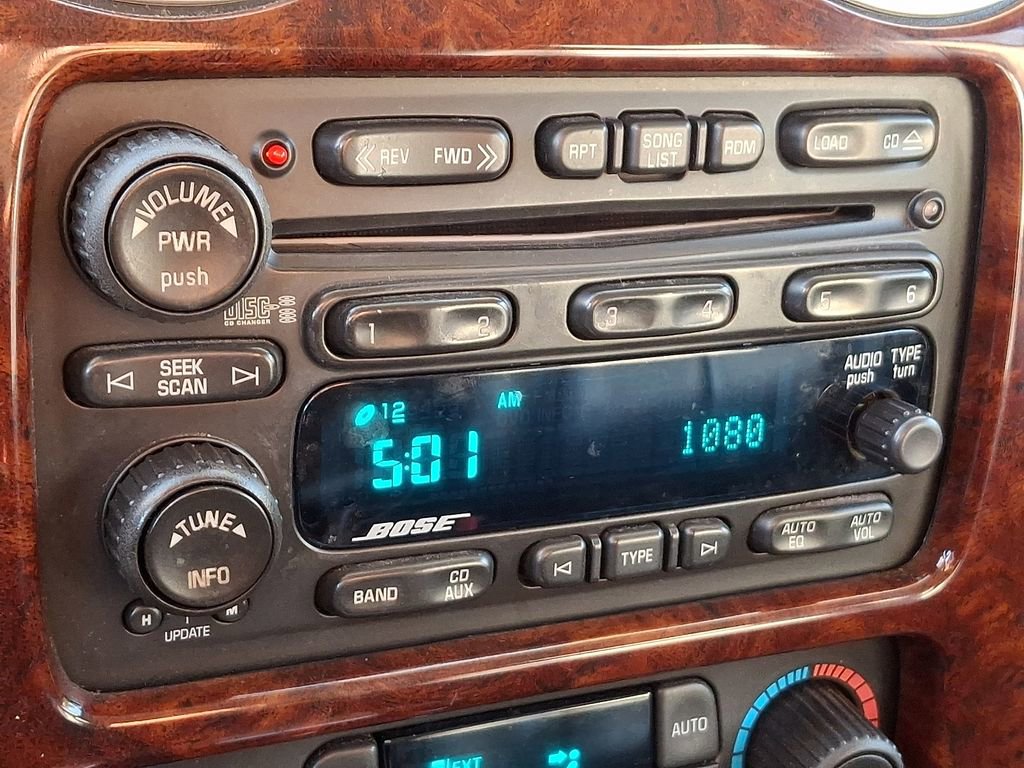 VOLUME
PWR
push
REV FWD
RPT
SONG
LIST
RDM
LOAD CD
DISC
CD CHANGER
1 2
3 4
5 6
SEEK
SCAN
AUDIO TYPE
push turn
12
AM
5:01
1080
BOSE
TUNE
INFO
H M
UPDATE
BAND
CD
AUX
TYPE
AUTO
EQ
AUTO
VOL
AUTO
EXT